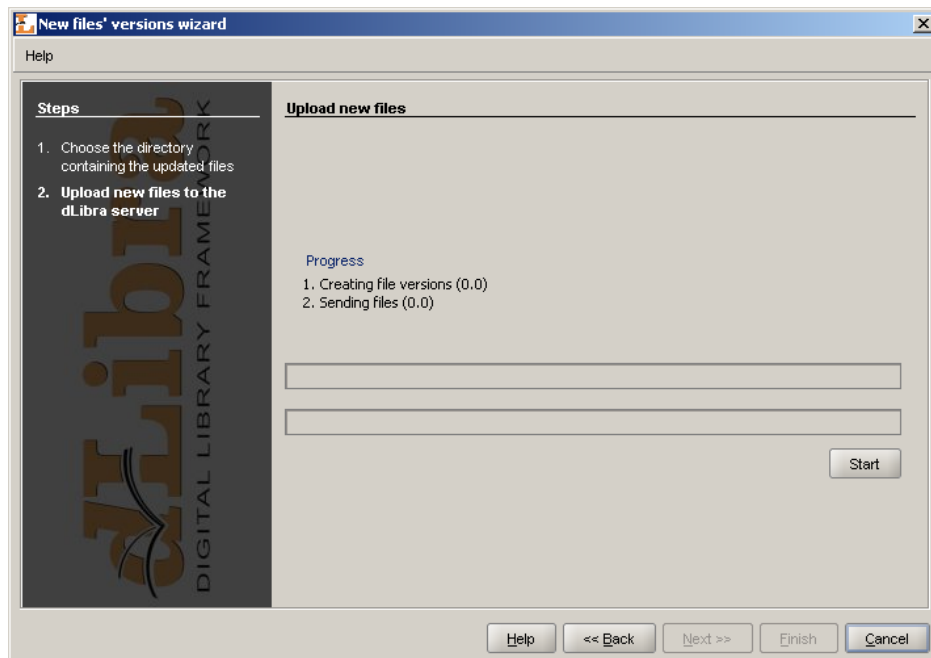 New files' versions wizard
Help
Steps
1. Choose the directory
containing the updated files
2. Upload new files to the
dLibra server
dLibra
DIGITAL LIBRARY FRAMEWORK
Upload new files
Progress
1. Creating file versions (0.0)
2. Sending files (0.0)
Start
Help
<< Back
Next >>
Finish
Cancel